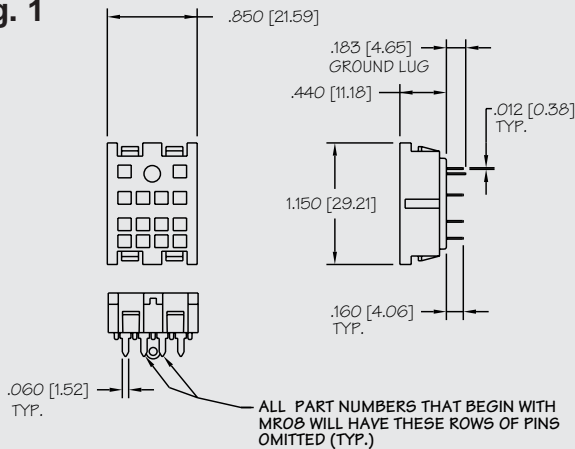 g. 1
.850 [21.59]
.183 [4.65]
GROUND LUG
.440 [11.18]
.012 [0.38]
TYP.
1.150 [29.21]
.160 [4.06]
TYP.
.060 [1.52]
TYP.
ALL PART NUMBERS THAT BEGIN WITH
MR08 WILL HAVE THESE ROWS OF PINS
OMITTED (TYP.)